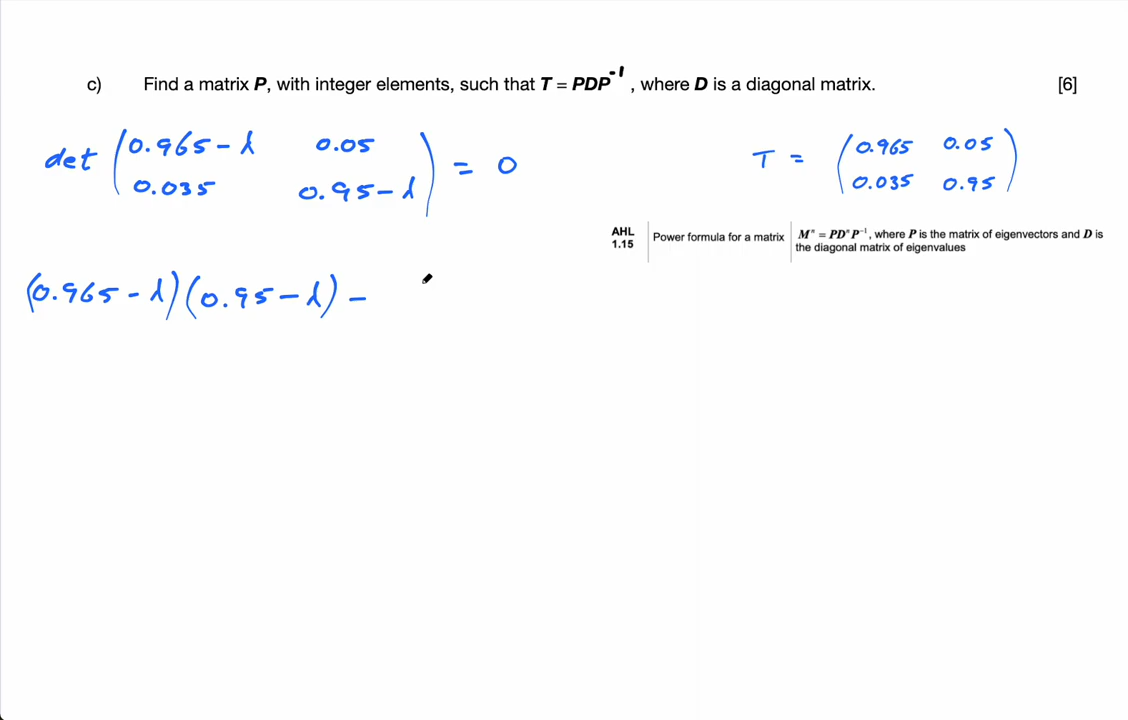 c) Find a matrix P, with integer elements, such that T = PDP⁻¹, where D is a diagonal matrix. [6]
det (0.965 - λ 0.05
0.035 0.95 - λ) = 0
T = (0.965 0.05
0.035 0.95)
AHL
1.15
Power formula for a matrix
Mⁿ = PDⁿP⁻¹, where P is the matrix of eigenvectors and D is
the diagonal matrix of eigenvalues
(0.965 - λ)(0.95 - λ) -